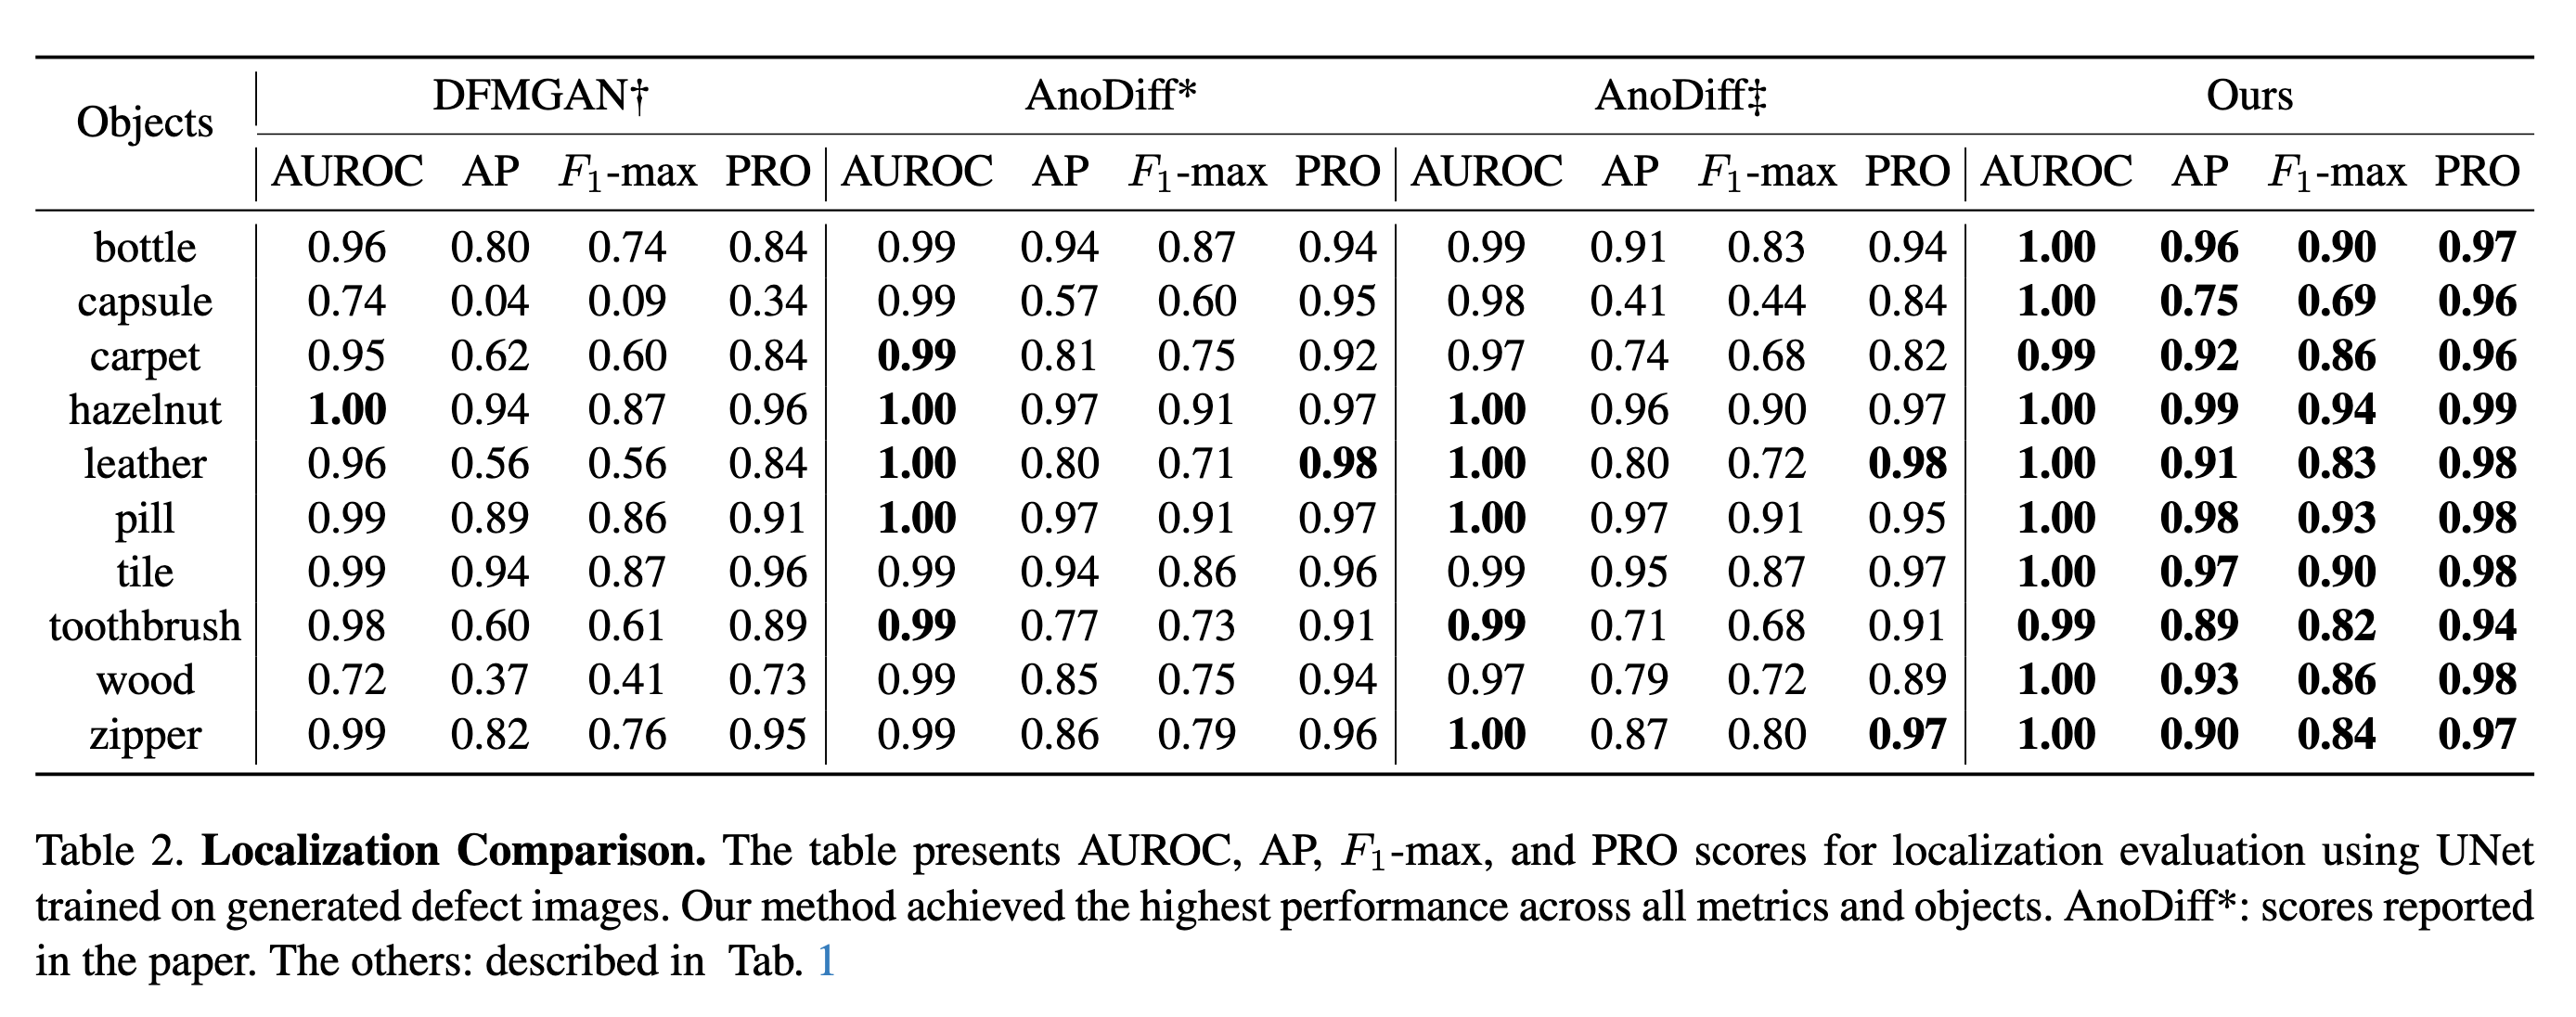 Objects DFMGAN† AnoDiff* AnoDiff‡ Ours
AUROC AP F1-max PRO AUROC AP F1-max PRO AUROC AP F1-max PRO AUROC AP F1-max PRO
bottle 0.96 0.80 0.74 0.84 0.99 0.94 0.87 0.94 0.99 0.91 0.83 0.94 1.00 0.96 0.90 0.97
capsule 0.74 0.04 0.09 0.34 0.99 0.57 0.60 0.95 0.98 0.41 0.44 0.84 1.00 0.75 0.69 0.96
carpet 0.95 0.62 0.60 0.84 0.99 0.81 0.75 0.92 0.97 0.74 0.68 0.82 0.99 0.92 0.86 0.96
hazelnut 1.00 0.94 0.87 0.96 1.00 0.97 0.91 0.97 1.00 0.96 0.90 0.97 1.00 0.99 0.94 0.99
leather 0.96 0.56 0.56 0.84 1.00 0.80 0.71 0.98 1.00 0.80 0.72 0.98 1.00 0.91 0.83 0.98
pill 0.99 0.89 0.86 0.91 1.00 0.97 0.91 0.97 1.00 0.97 0.91 0.95 1.00 0.98 0.93 0.98
tile 0.99 0.94 0.87 0.96 0.99 0.94 0.86 0.96 0.99 0.95 0.87 0.97 1.00 0.97 0.90 0.98
toothbrush 0.98 0.60 0.61 0.89 0.99 0.77 0.73 0.91 0.99 0.71 0.68 0.91 0.99 0.89 0.82 0.94
wood 0.72 0.37 0.41 0.73 0.99 0.85 0.75 0.94 0.97 0.79 0.72 0.89 1.00 0.93 0.86 0.98
zipper 0.99 0.82 0.76 0.95 0.99 0.86 0.79 0.96 1.00 0.87 0.80 0.97 1.00 0.90 0.84 0.97
Table 2. Localization Comparison. The table presents AUROC, AP, F1-max, and PRO scores for localization evaluation using UNet
trained on generated defect images. Our method achieved the highest performance across all metrics and objects. AnoDiff*: scores reported
in the paper. The others: described in Tab. 1